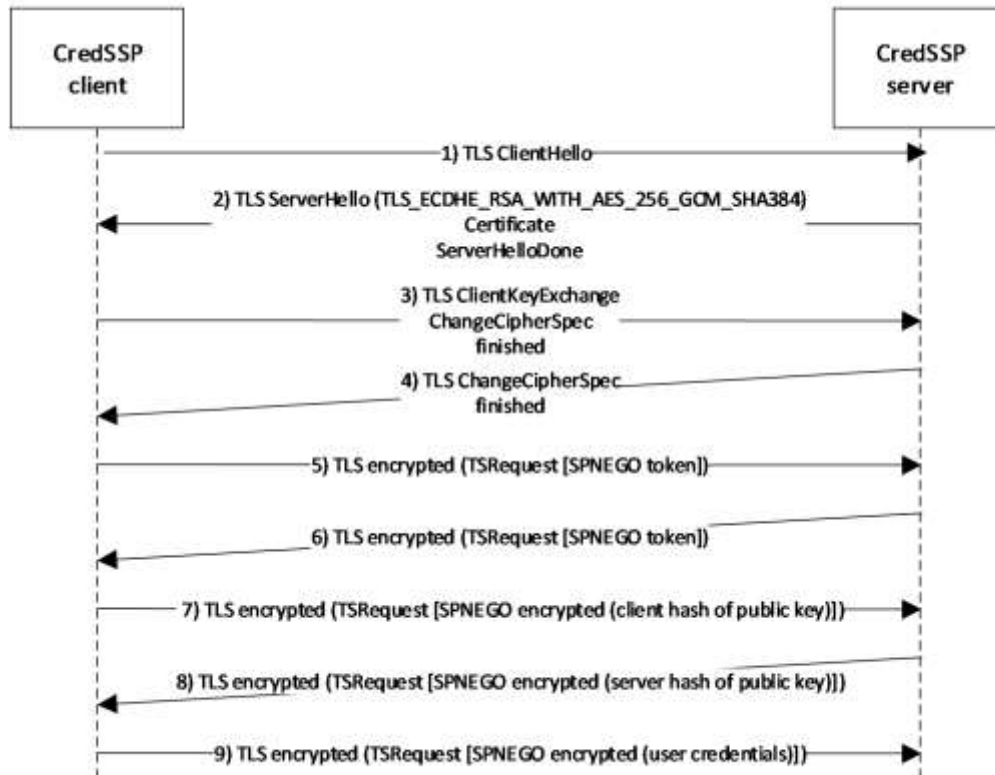 CredSSP
client
CredSSP
server
1) TLS ClientHello
2) TLS ServerHello (TLS_ECDHE_RSA_WITH_AES_256_GCM_SHA384)
Certificate
ServerHelloDone
3) TLS ClientKeyExchange
ChangeCipherSpec
finished
4) TLS ChangeCipherSpec
finished
5) TLS encrypted (TSRequest [SPNEGO token])
6) TLS encrypted (TSRequest [SPNEGO token])
7) TLS encrypted (TSRequest [SPNEGO encrypted (client hash of public key)])
8) TLS encrypted (TSRequest [SPNEGO encrypted (server hash of public key)])
9) TLS encrypted (TSRequest [SPNEGO encrypted (user credentials)])